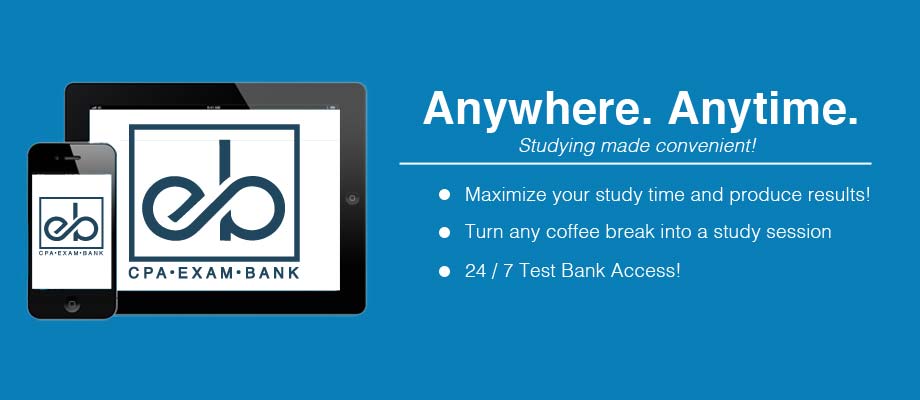 eb
CPA•EXAM•BANK
eb
CPA•EXAM•BANK
Anywhere. Anytime.
Studying made convenient!
● Maximize your study time and produce results!
● Turn any coffee break into a study session
● 24 / 7 Test Bank Access!